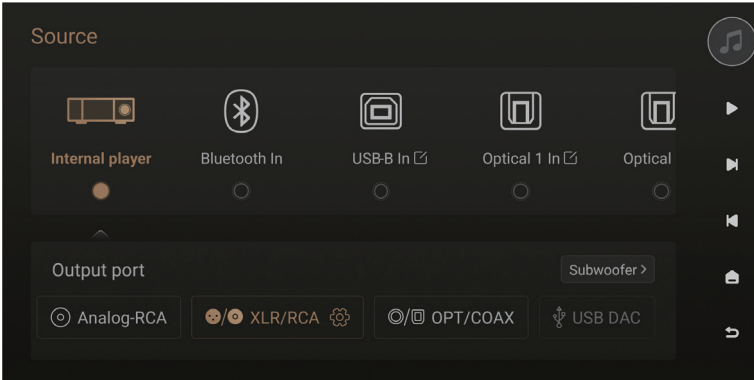 Source
Internal player
Bluetooth In
USB-B In
Optical 1 In
Optical
Output port
Subwoofer >
Analog-RCA
XLR/RCA
OPT/COAX
USB DAC